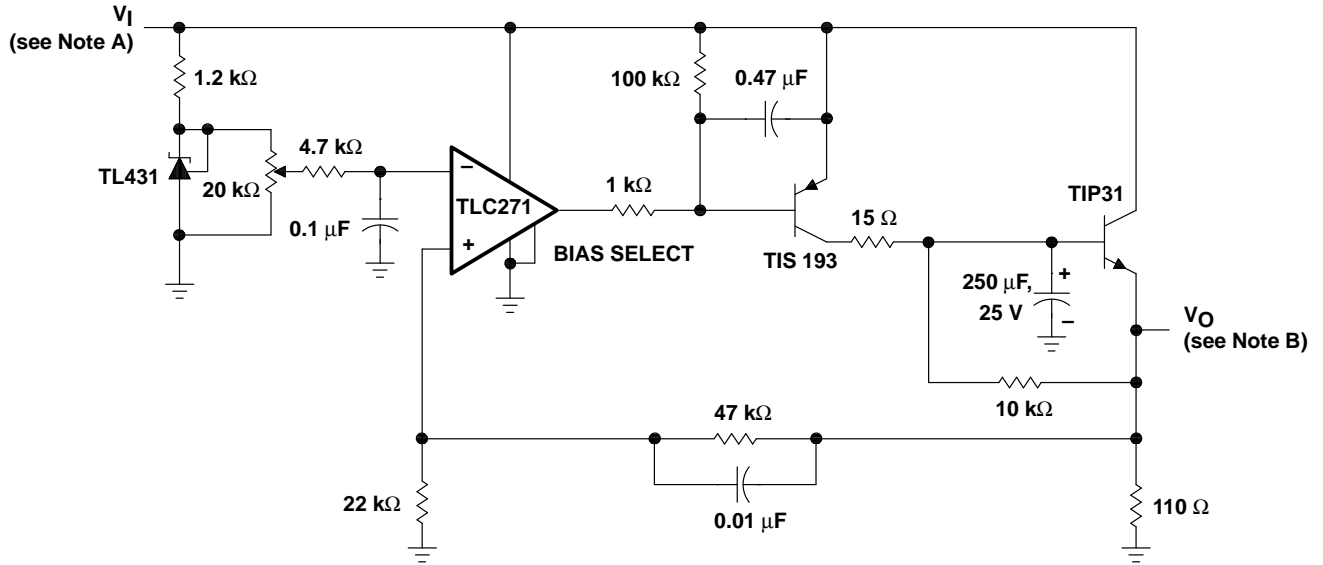 VI
(see Note A)
1.2 kΩ
TL431
20 kΩ
4.7 kΩ
0.1 μF
−
TLC271
+
BIAS SELECT
1 kΩ
100 kΩ
0.47 μF
TIS 193
15 Ω
TIP31
250 μF,
25 V
+
−
VO
(see Note B)
10 kΩ
47 kΩ
0.01 μF
22 kΩ
110 Ω